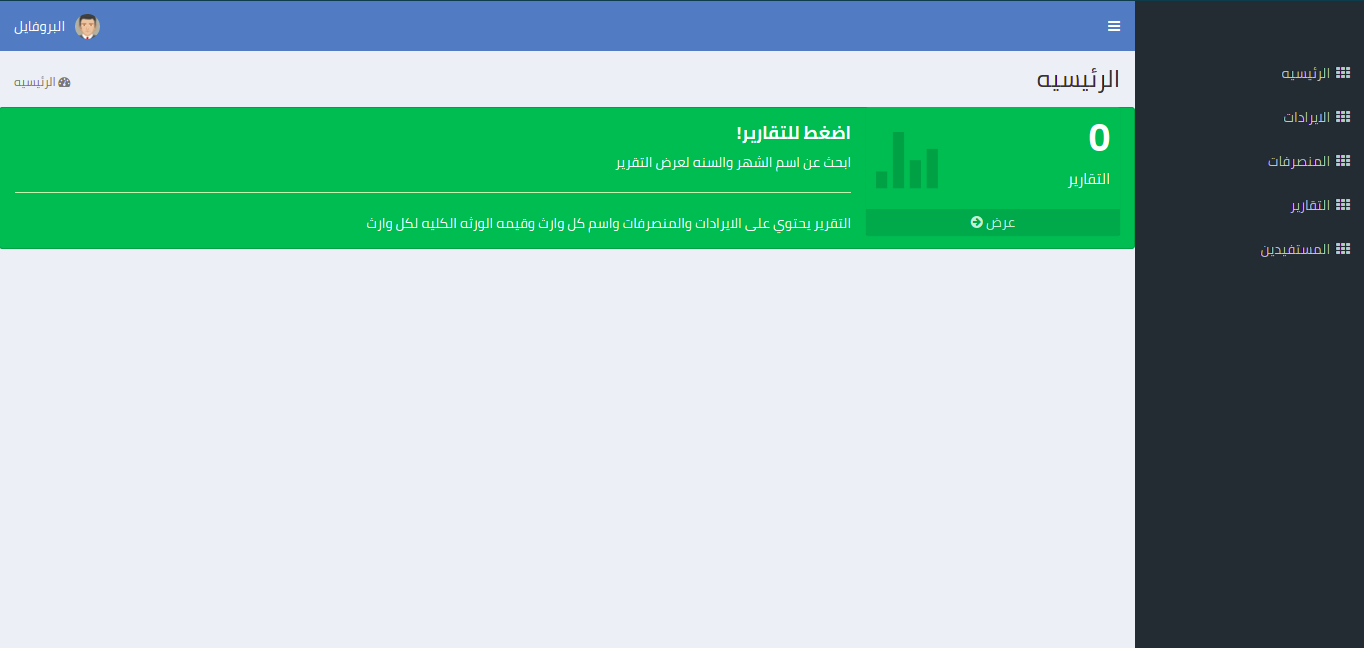 البروفايل
الرئيسيه
الايرادات
المنصرفات
التقارير
المستفيدين
الرئيسيه
الرئيسيه
0
التقارير
عرض
اضغط للتقارير!
ابحث عن اسم الشهر والسنه لعرض التقرير
التقرير يحتوي على الايرادات والمنصرفات واسم كل وارث وقيمه الورثه الكليه لكل وارث